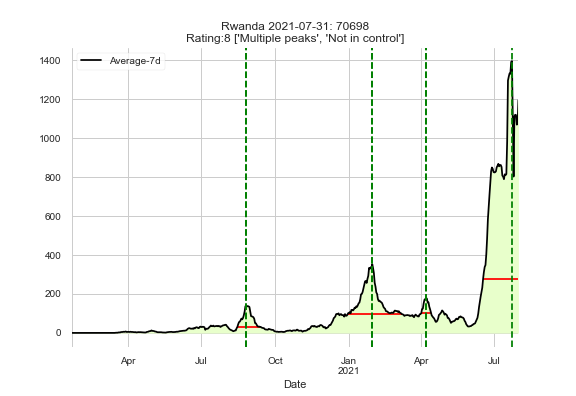 Rwanda 2021-07-31: 70698
Rating:8 ['Multiple peaks', 'Not in control']
Average-7d
1400
1200
1000
800
600
400
200
0
Apr Jul Oct Jan Apr Jul
2021
Date